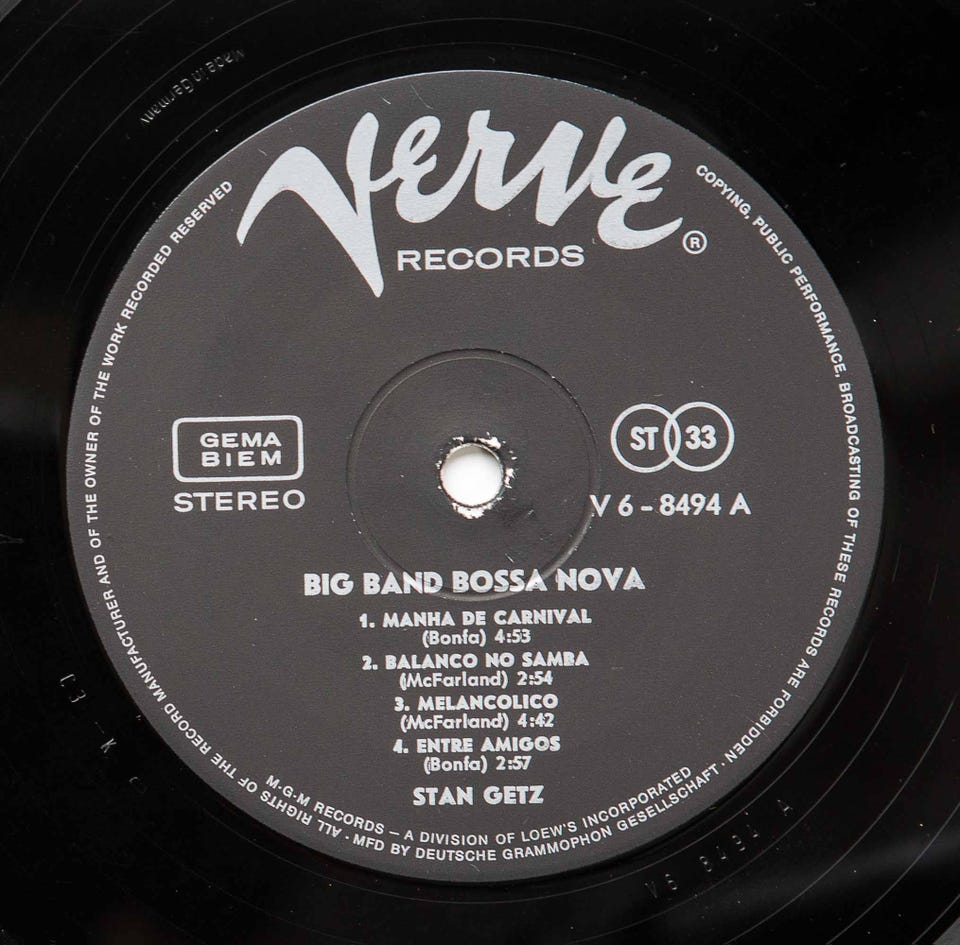 Made in Germany
VERVE
®
RECORDS
GEMA
BIEM
STEREO
ST 33
V 6 - 8494 A
BIG BAND BOSSA NOVA
1. MANHA DE CARNIVAL
(Bonfa) 4:53
2. BALANCO NO SAMBA
(McFarland) 2:54
3. MELANCOLICO
(McFarland) 4:42
4. ENTRE AMIGOS
(Bonfa) 2:57
STAN GETZ
M·G·M RECORDS – A DIVISION OF LOEW'S INCORPORATED
MFD BY DEUTSCHE GRAMMOPHON GESELLSCHAFT · ALL RIGHTS OF THE RECORD MANUFACTURER AND OF THE OWNER OF THE WORK RECORDED RESERVED
COPYING, PUBLIC PERFORMANCE, BROADCASTING OF THESE RECORDS ARE FORBIDDEN ·
V6 8494 A